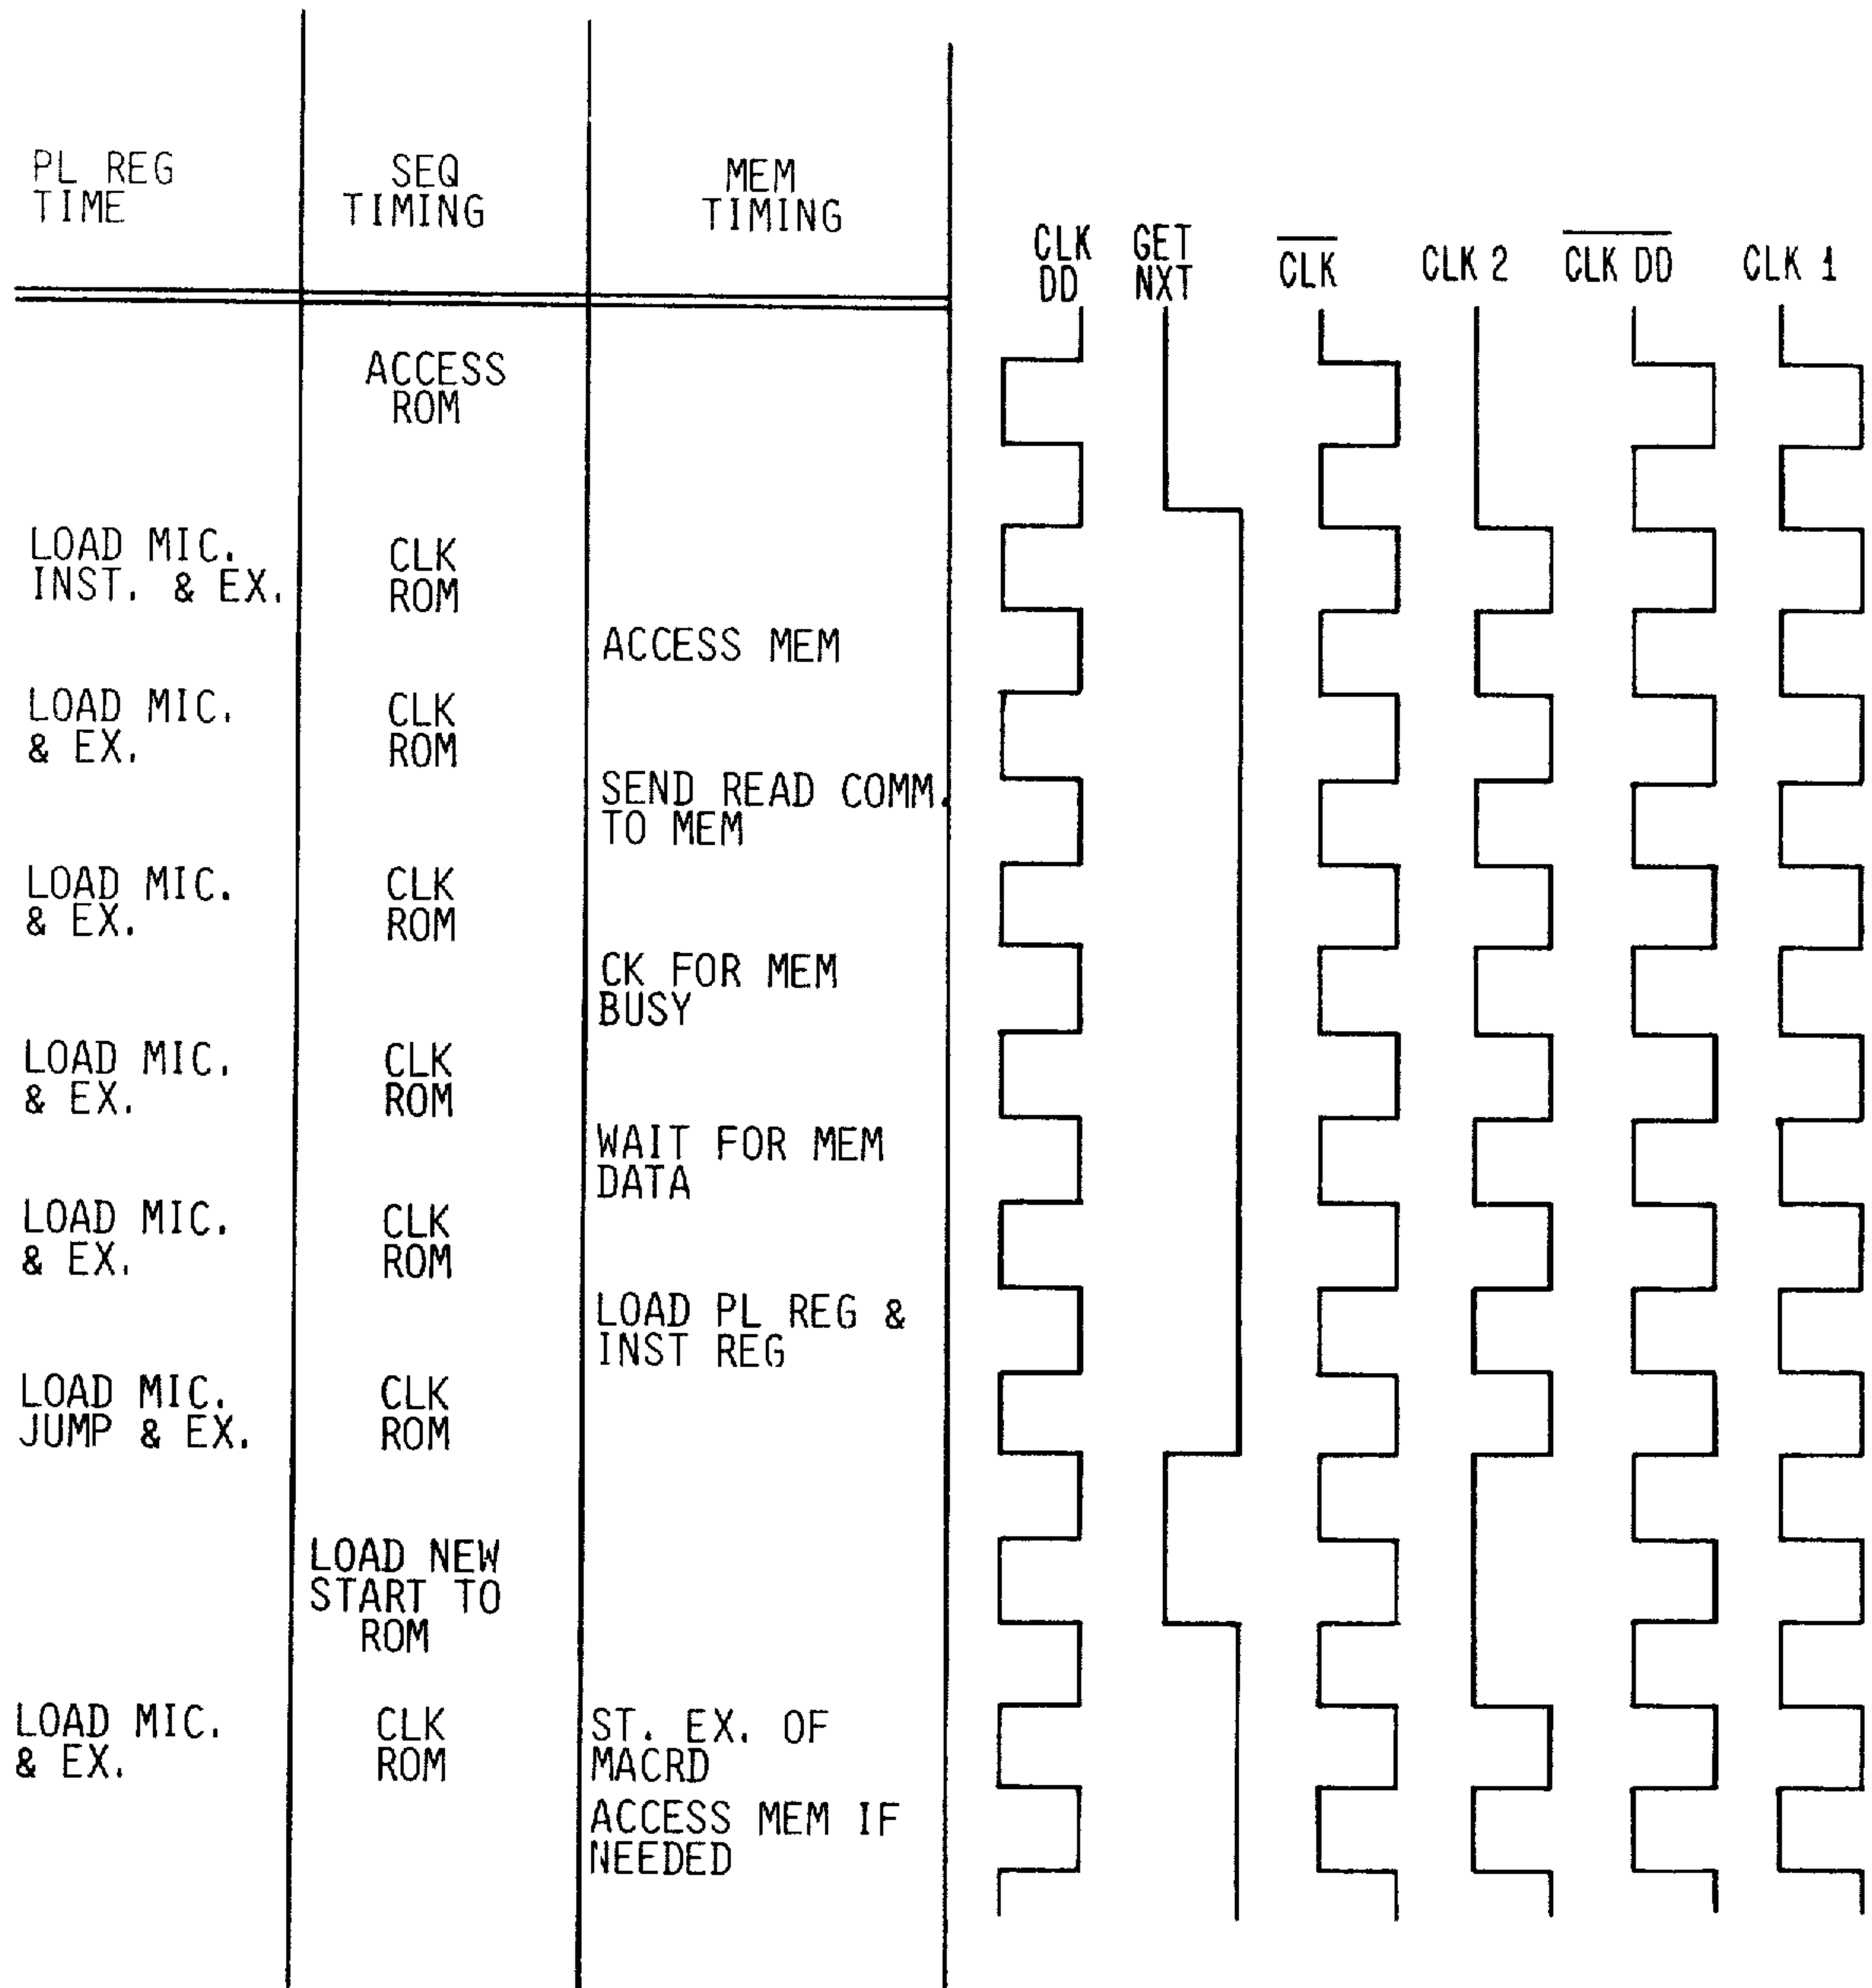 PL REG
TIME
SEQ
TIMING
MEM
TIMING
CLK
DD
GET
NXT
CLK
CLK 2
CLK DD
CLK 1
ACCESS
ROM
LOAD MIC.
INST. & EX.
CLK
ROM
ACCESS MEM
LOAD MIC.
& EX.
CLK
ROM
SEND READ COMM.
TO MEM
LOAD MIC.
& EX.
CLK
ROM
CK FOR MEM
BUSY
LOAD MIC.
& EX.
CLK
ROM
WAIT FOR MEM
DATA
LOAD MIC.
& EX.
CLK
ROM
LOAD PL REG &
INST REG
LOAD MIC.
JUMP & EX.
CLK
ROM
LOAD NEW
START TO
ROM
LOAD MIC.
& EX.
CLK
ROM
ST. EX. OF
MACRD
ACCESS MEM IF
NEEDED